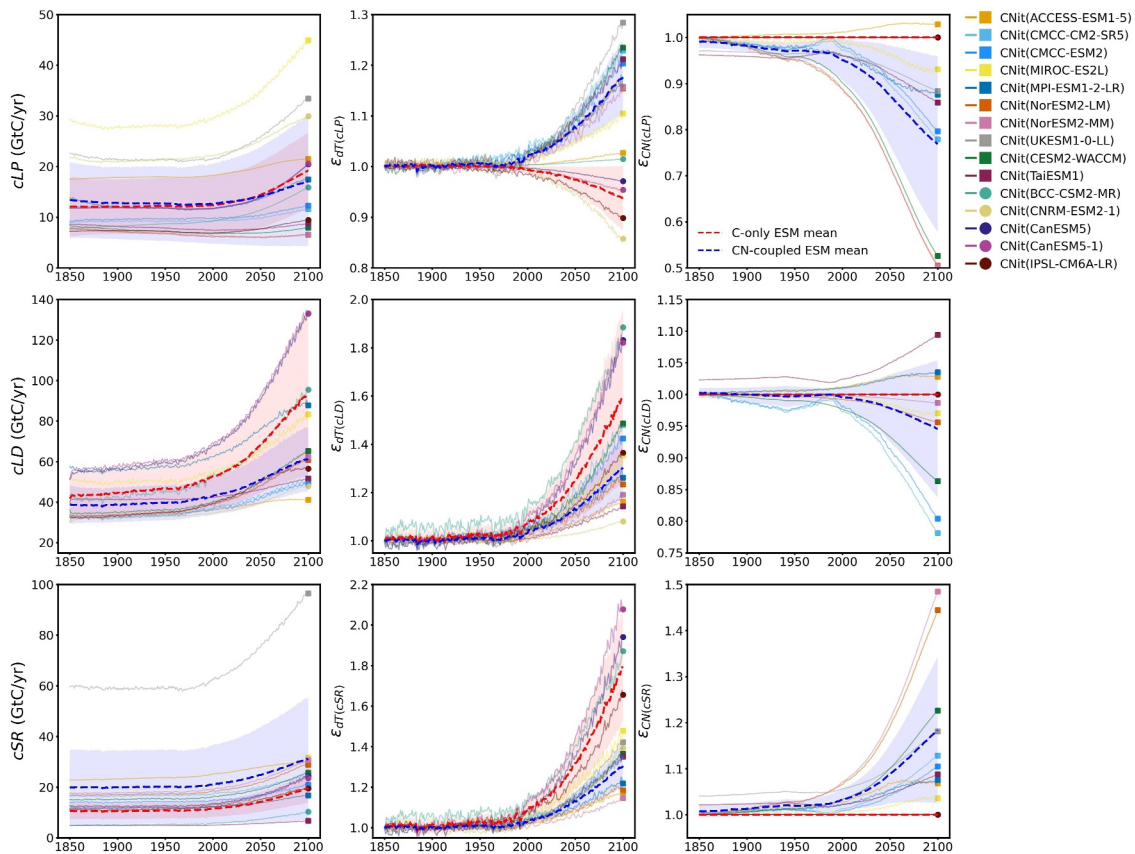 cLP (GtC/yr)
50
40
30
20
10
0
1850 1900 1950 2000 2050 2100
εdT(cLP)
1.3
1.2
1.1
1.0
0.9
0.8
1850 1900 1950 2000 2050 2100
εCN(cLP)
1.0
0.9
0.8
0.7
0.6
0.5
C-only ESM mean
CN-coupled ESM mean
1850 1900 1950 2000 2050 2100
CNit(ACCESS-ESM1-5)
CNit(CMCC-CM2-SR5)
CNit(CMCC-ESM2)
CNit(MIROC-ES2L)
CNit(MPI-ESM1-2-LR)
CNit(NorESM2-LM)
CNit(NorESM2-MM)
CNit(UKESM1-0-LL)
CNit(CESM2-WACCM)
CNit(TaiESM1)
CNit(BCC-CSM2-MR)
CNit(CNRM-ESM2-1)
CNit(CanESM5)
CNit(CanESM5-1)
CNit(IPSL-CM6A-LR)
cLD (GtC/yr)
140
120
100
80
60
40
20
1850 1900 1950 2000 2050 2100
εdT(cLD)
2.0
1.8
1.6
1.4
1.2
1.0
1850 1900 1950 2000 2050 2100
εCN(cLD)
1.15
1.10
1.05
1.00
0.95
0.90
0.85
0.80
0.75
1850 1900 1950 2000 2050 2100
cSR (GtC/yr)
100
80
60
40
20
0
1850 1900 1950 2000 2050 2100
εdT(cSR)
2.2
2.0
1.8
1.6
1.4
1.2
1.0
1850 1900 1950 2000 2050 2100
εCN(cSR)
1.5
1.4
1.3
1.2
1.1
1.0
1850 1900 1950 2000 2050 2100